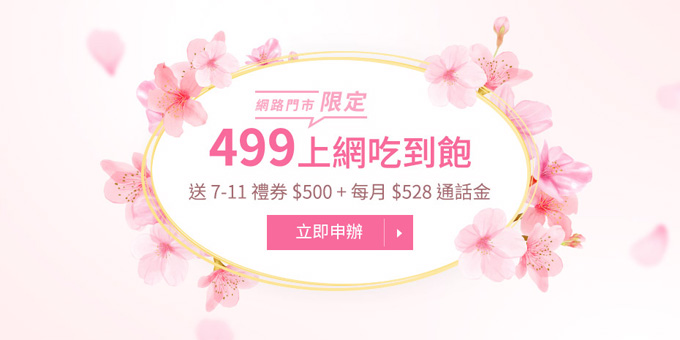 網路門市 限定
499上網吃到飽
送 7-11 禮券 $500 + 每月 $528 通話金
立即申辦